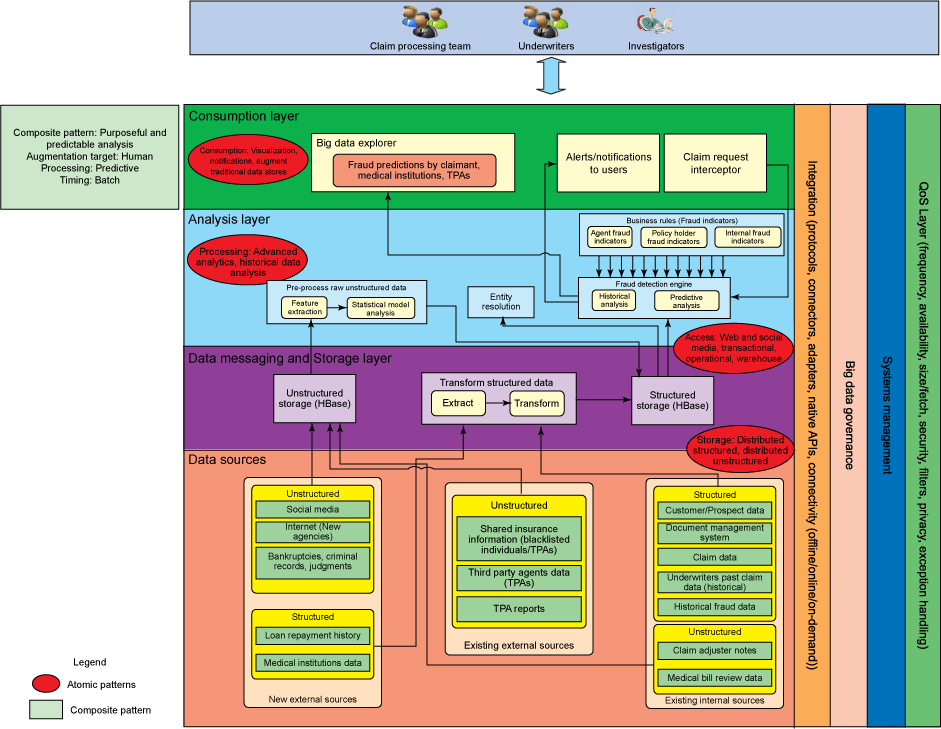 Claim processing team
Underwriters
Investigators
Composite pattern: Purposeful and
predictable analysis
Augmentation target: Human
Processing: Predictive
Timing: Batch
Consumption layer
Consumption: Visualization,
notifications, augment
traditional data stores
Big data explorer
Fraud predictions by claimant,
medical institutions, TPAs
Alerts/notifications
to users
Claim request
interceptor
Analysis layer
Processing: Advanced
analytics, historical data
analysis
Business rules (Fraud indicators)
Agent fraud
indicators
Policy holder
fraud indicators
Internal fraud
indicators
Pre-process raw unstructured data
Feature
extraction
Statistical model
analysis
Entity
resolution
Fraud detection engine
Historical
analysis
Predictive
analysis
Access: Web and social
media, transactional,
operational, warehouse
Data messaging and Storage layer
Unstructured
storage (HBase)
Transform structured data
Extract
Transform
Structured
storage (HBase)
Storage: Distributed
structured, distributed
unstructured
Data sources
Unstructured
Social media
Internet (New
agencies)
Bankruptcies, criminal
records, judgments
Structured
Loan repayment history
Medical institutions data
New external sources
Unstructured
Shared insurance
information (blacklisted
individuals/TPAs)
Third party agents data
(TPAs)
TPA reports
Existing external sources
Structured
Customer/Prospect data
Document management
system
Claim data
Underwriters past claim
data (historical)
Historical fraud data
Unstructured
Claim adjuster notes
Medical bill review data
Existing internal sources
Integration (protocols, connectors, adapters, native APIs, connectivity (offline/online/on-demand))
Big data governance
Systems management
QoS Layer (frequency, availability, size/fetch, security, filters, privacy, exception handling)
Legend
Atomic patterns
Composite pattern